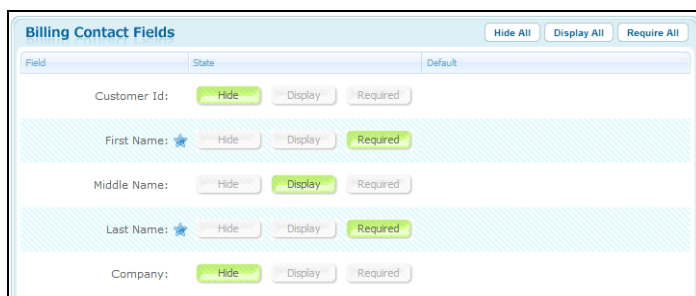 Billing Contact Fields Hide All Display All Require All
Field State Default
Customer Id: Hide Display Required
First Name: Hide Display Required
Middle Name: Hide Display Required
Last Name: Hide Display Required
Company: Hide Display Required